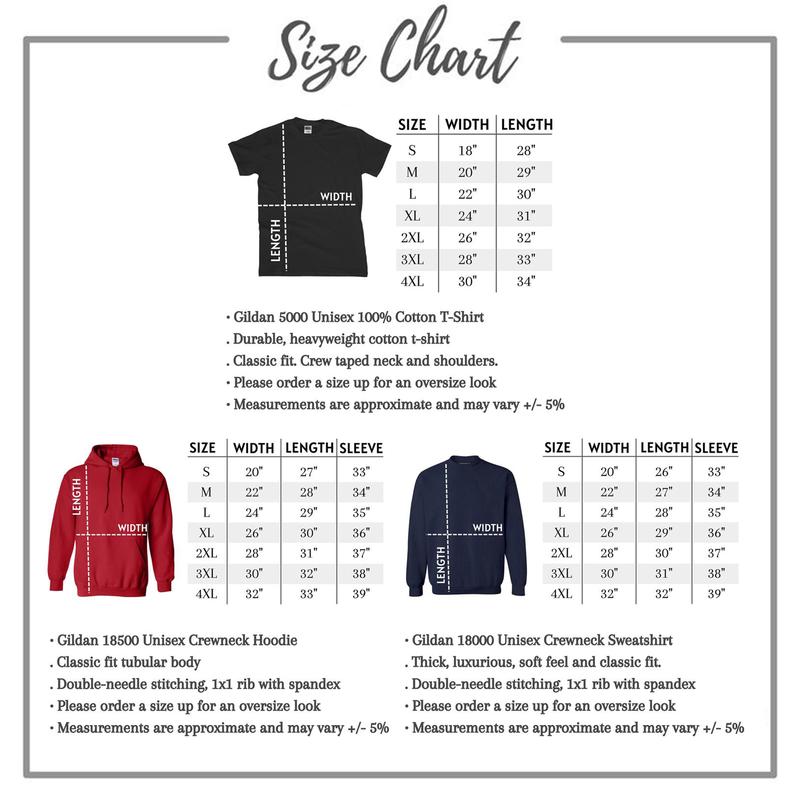 Size Chart
SIZE WIDTH LENGTH
S 18" 28"
M 20" 29"
L 22" 30"
XL 24" 31"
2XL 26" 32"
3XL 28" 33"
4XL 30" 34"
WIDTH
LENGTH
· Gildan 5000 Unisex 100% Cotton T-Shirt
. Durable, heavyweight cotton t-shirt
. Classic fit. Crew taped neck and shoulders.
· Please order a size up for an oversize look
· Measurements are approximate and may vary +/- 5%
SIZE WIDTH LENGTH SLEEVE
S 20" 27" 33"
M 22" 28" 34"
L 24" 29" 35"
XL 26" 30" 36"
2XL 28" 31" 37"
3XL 30" 32" 38"
4XL 32" 33" 39"
LENGTH
WIDTH
· Gildan 18500 Unisex Crewneck Hoodie
. Classic fit tubular body
. Double-needle stitching, 1x1 rib with spandex
· Please order a size up for an oversize look
· Measurements are approximate and may vary +/- 5%
SIZE WIDTH LENGTH SLEEVE
S 20" 26" 33"
M 22" 27" 34"
L 24" 28" 35"
XL 26" 29" 36"
2XL 28" 30" 37"
3XL 30" 31" 38"
4XL 32" 32" 39"
WIDTH
LENGTH
· Gildan 18000 Unisex Crewneck Sweatshirt
. Thick, luxurious, soft feel and classic fit.
. Double-needle stitching, 1x1 rib with spandex
· Please order a size up for an oversize look
· Measurements are approximate and may vary +/- 5%